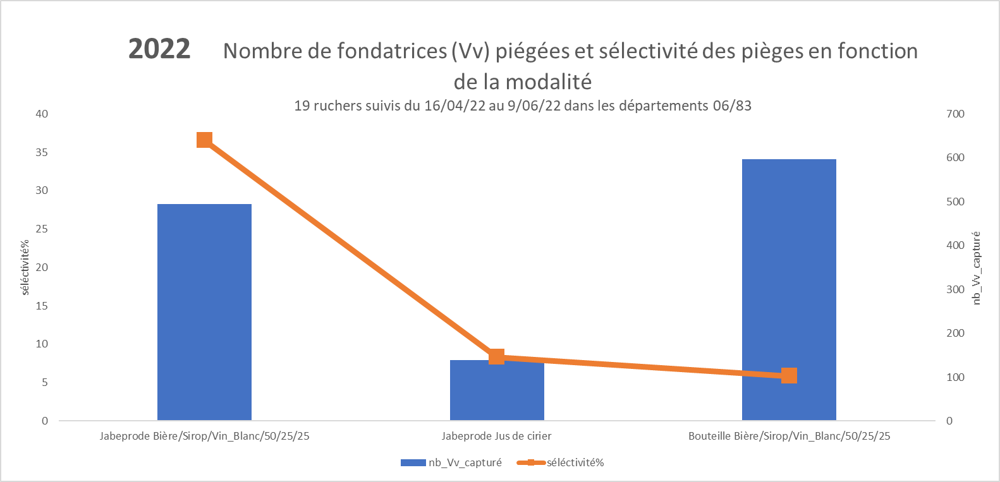 2022 Nombre de fondatrices (Vv) piégées et sélectivité des pièges en fonction
de la modalité
19 ruchers suivis du 16/04/22 au 9/06/22 dans les départements 06/83
40
35
30
25
20
15
10
5
0
séléctivité%
700
600
500
400
300
200
100
0
nb_Vv_capturé
Jabeprode Bière/Sirop/Vin_Blanc/50/25/25
Jabeprode Jus de cirier
Bouteille Bière/Sirop/Vin_Blanc/50/25/25
nb_Vv_capturé
séléctivité%